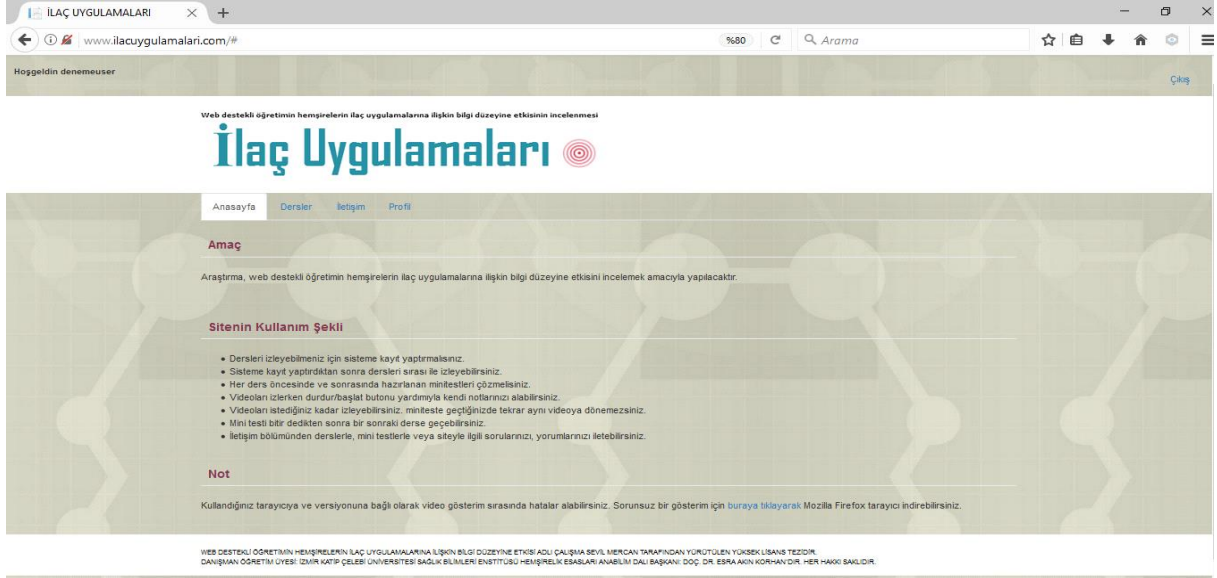 İLAÇ UYGULAMALARI
www.ilacuygulamalari.com/#
%80
Arama
Hoşgeldin denemeuser
Çıkış
Web destekli öğretimin hemşirelerin ilaç uygulamalarına ilişkin bilgi düzeyine etkisinin incelenmesi
İlaç Uygulamaları
Anasayfa Dersler İletişim Profil
Amaç
Araştırma, web destekli öğretimin hemşirelerin ilaç uygulamalarına ilişkin bilgi düzeyine etkisini incelemek amacıyla yapılacaktır.
Sitenin Kullanım Şekli
• Dersleri izleyebilmeniz için sisteme kayıt yaptırmalısınız.
• Sisteme kayıt yaptırdıktan sonra dersleri sırası ile izleyebilirsiniz.
• Her ders öncesinde ve sonrasında hazırlanan minitestleri çözmelisiniz.
• Videoları izlerken durdur/başlat butonu yardımıyla kendi notlarınızı alabilirsiniz.
• Videoları istediğiniz kadar izleyebilirsiniz. miniteste geçtiğinizde tekrar aynı videoya dönemezsiniz.
• Mini testi bitir dedikten sonra bir sonraki derse geçebilirsiniz.
• İletişim bölümünden derslerle, mini testlerle veya siteyle ilgili sorularınızı, yorumlarınızı iletebilirsiniz.
Not
Kullandığınız tarayıcıya ve versiyonuna bağlı olarak video gösterim sırasında hatalar alabilirsiniz. Sorunsuz bir gösterim için buraya tıklayarak Mozilla Firefox tarayıcı indirebilirsiniz.
WEB DESTEKLİ ÖĞRETİMİN HEMŞİRELERİN İLAÇ UYGULAMALARINA İLİŞKİN BİLGİ DÜZEYİNE ETKİSİ ADLI ÇALIŞMA SEVİL MERCAN TARAFINDAN YÜRÜTÜLEN YÜKSEK LİSANS TEZİDİR.
DANIŞMAN ÖĞRETİM ÜYESİ: İZMİR KATİP ÇELEBİ ÜNİVERSİTESİ SAĞLIK BİLİMLERİ ENSTİTÜSÜ HEMŞİRELİK ESASLARI ANABİLİM DALI BAŞKANI: DOÇ. DR. ESRA AKIN KORHAN'DIR. HER HAKKI SAKLIDIR.